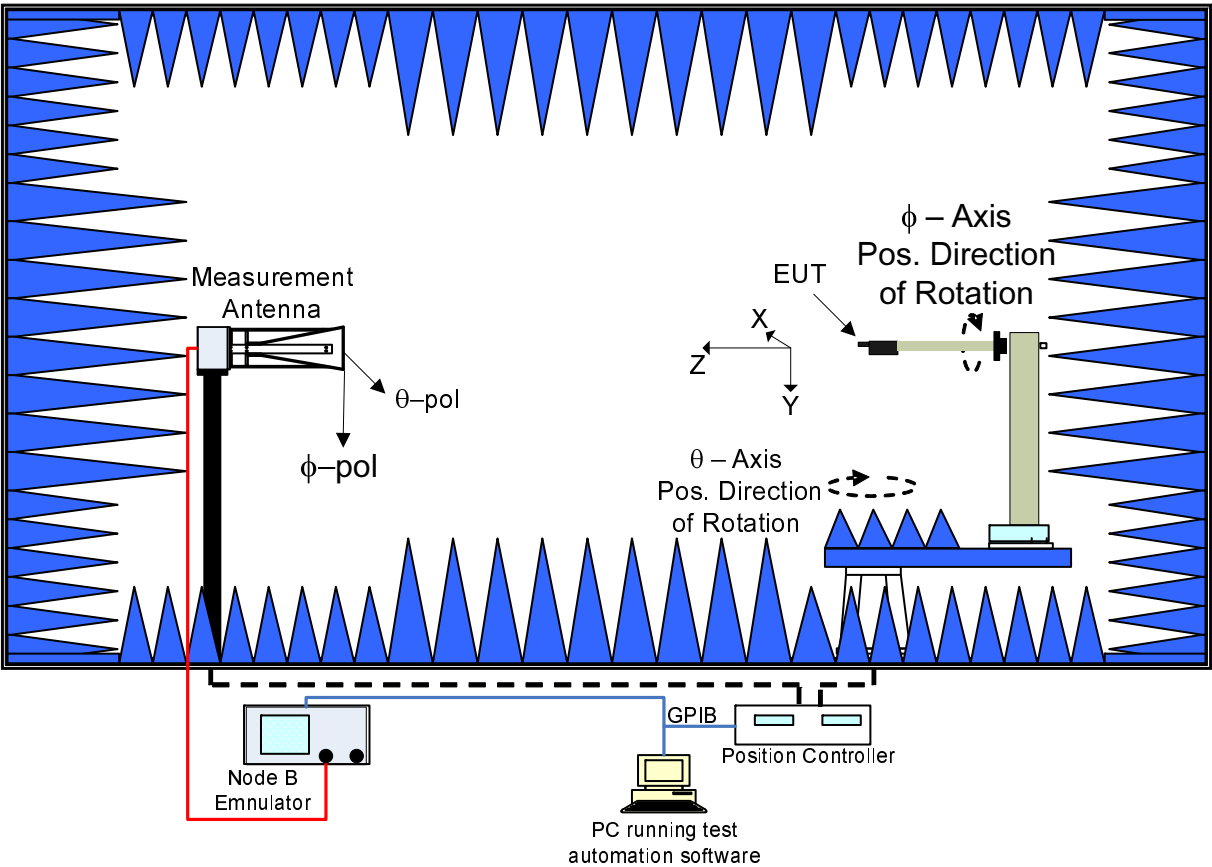 ϕ – Axis
Pos. Direction
of Rotation
Measurement
Antenna
EUT
X
Z
Y
θ–pol
ϕ–pol
θ – Axis
Pos. Direction
of Rotation
GPIB
Position Controller
Node B
Emnulator
PC running test
automation software